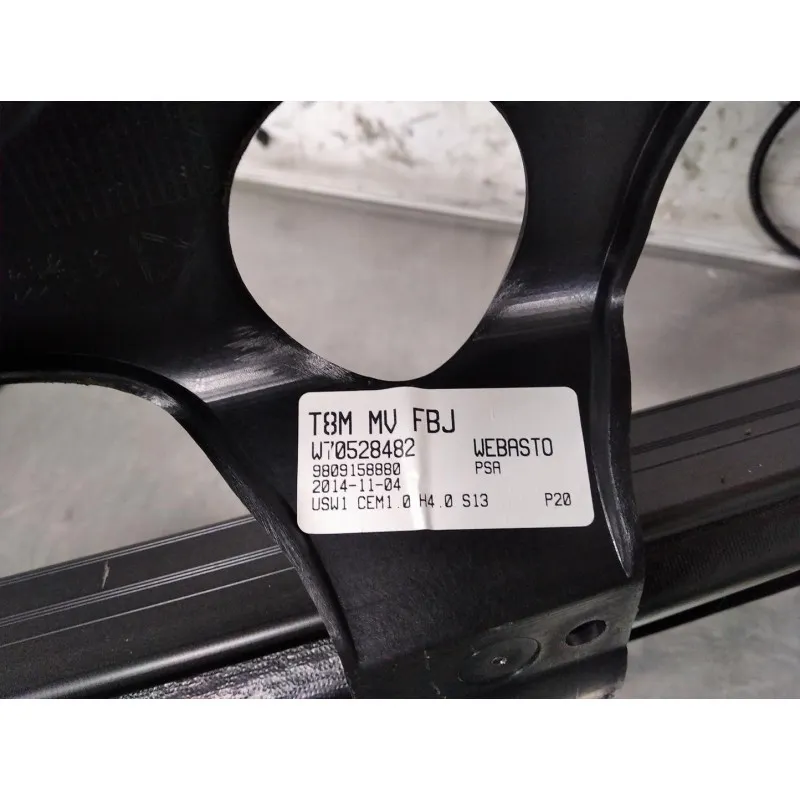 T8M MV FBJ
W70528482 WEBASTO
9809158880 PSA
2014-11-04
USW1 CEM1.0 H4.0 S13 P20